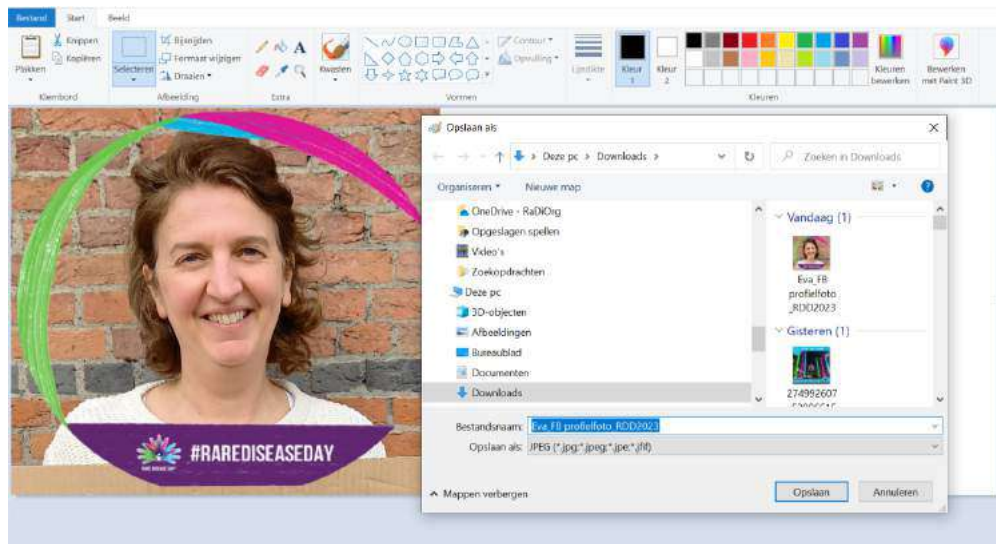 Bestand Start Beeld
Plakken
Knippen
Kopiëren
Klembord
Selecteren
Bijsnijden
Formaat wijzigen
Draaien
Afbeelding
A
Extra
Kwasten
Vormen
Contour
Opvulling
Lijndikte
Kleur
1
Kleur
2
Kleuren
Kleuren
bewerken
Bewerken
met Paint 3D
#RAREDISEASEDAY
RARE DISEASE DAY
Opslaan als
Deze pc > Downloads >
Zoeken in Downloads
Organiseren Nieuwe map
OneDrive - RaDiOrg
Opgeslagen spellen
Video's
Zoekopdrachten
Deze pc
3D-objecten
Afbeeldingen
Bureaublad
Documenten
Downloads
Vandaag (1)
Eva_FB
profielfoto
_RDD2023
Gisteren (1)
274992607
Bestandsnaam: Eva_FB profielfoto_RDD2023
Opslaan als: JPEG (*.jpg;*.jpeg;*.jpe;*.jfif)
Mappen verbergen
Opslaan
Annuleren